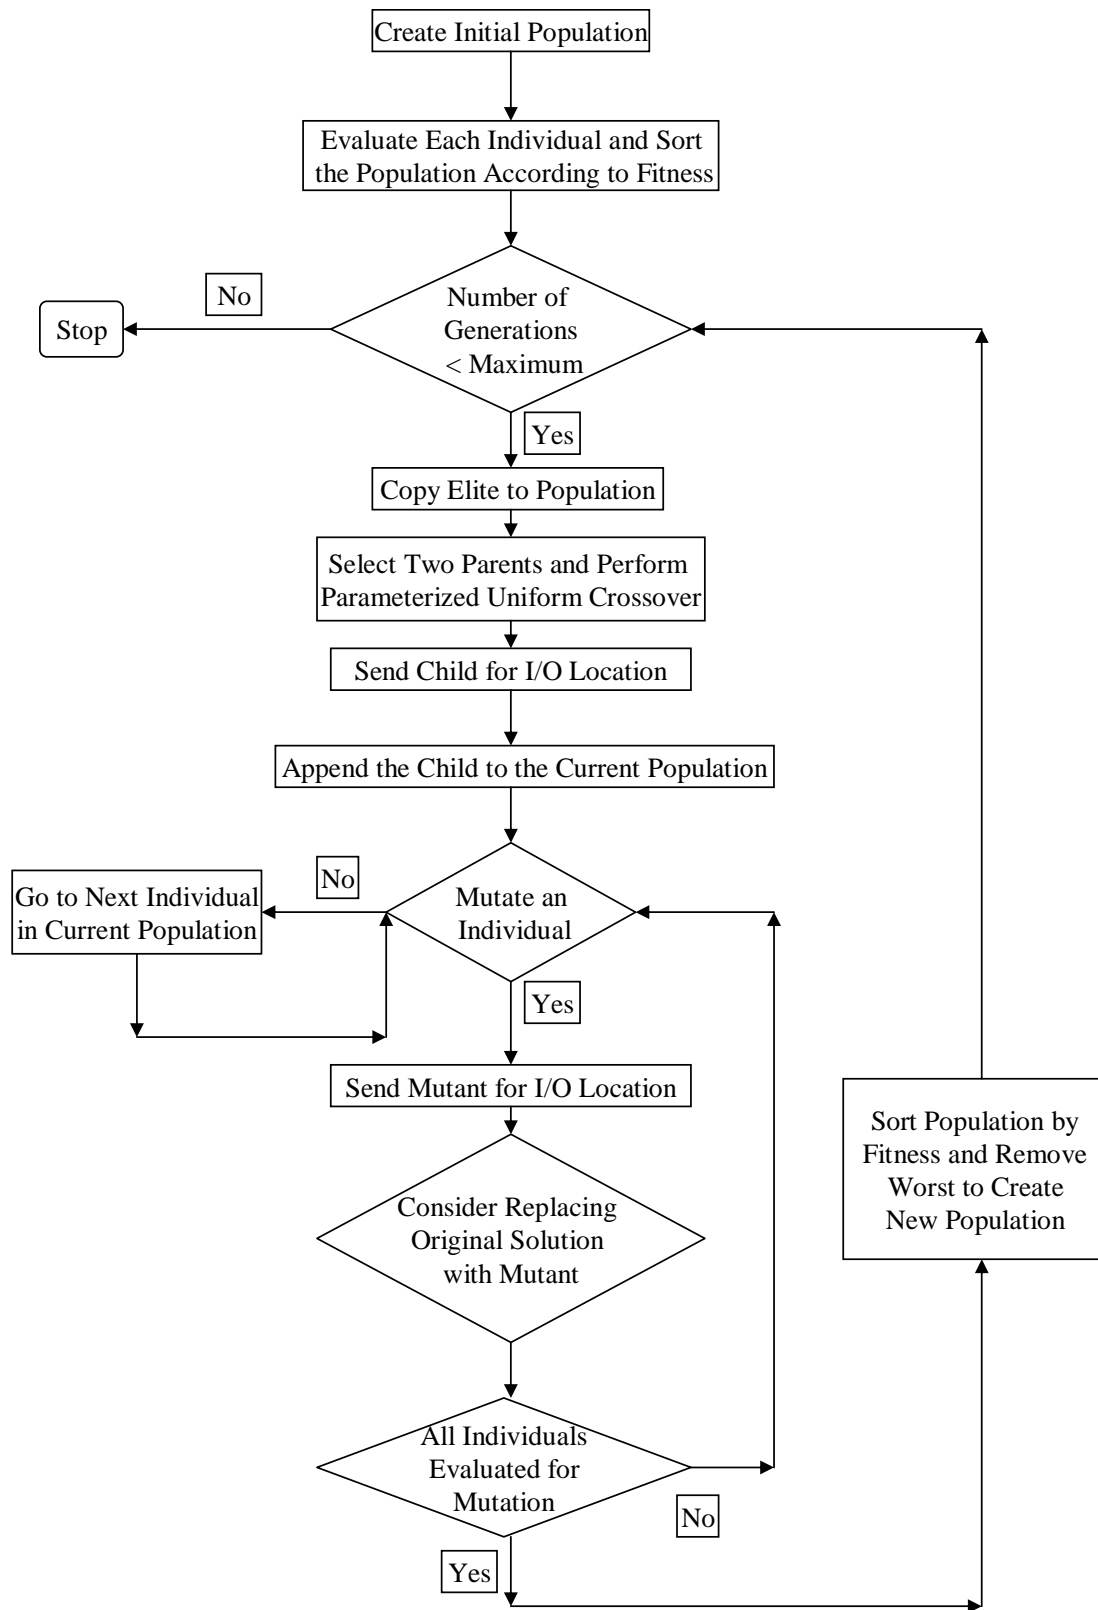 Create Initial Population
Evaluate Each Individual and Sort
the Population According to Fitness
No
Stop
Number of
Generations
< Maximum
Yes
Copy Elite to Population
Select Two Parents and Perform
Parameterized Uniform Crossover
Send Child for I/O Location
Append the Child to the Current Population
No
Go to Next Individual
in Current Population
Mutate an
Individual
Yes
Send Mutant for I/O Location
Consider Replacing
Original Solution
with Mutant
Sort Population by
Fitness and Remove
Worst to Create
New Population
All Individuals
Evaluated for
Mutation
No
Yes